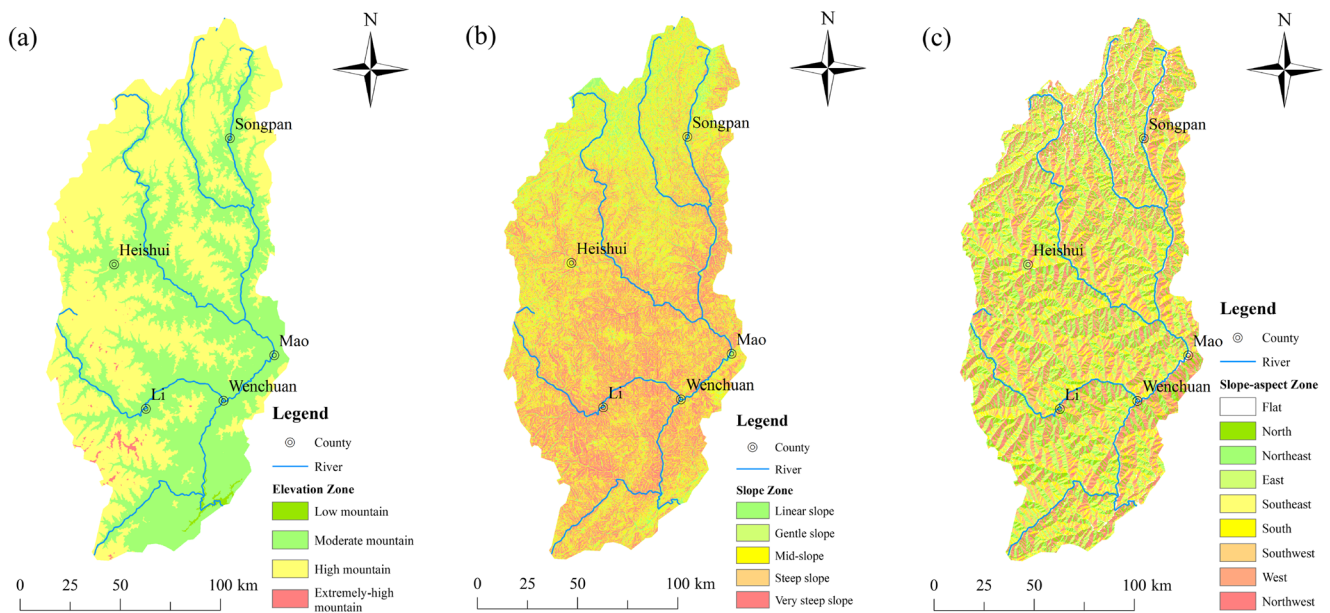 (a)
N
Songpan
Heishui
Mao
Wenchuan
Li
Legend
County
River
Elevation Zone
Low mountain
Moderate mountain
High mountain
Extremely-high
mountain
0 25 50 100 km
(b)
N
Songpan
Heishui
Mao
Wenchuan
Li
Legend
County
River
Slope Zone
Linear slope
Gentle slope
Mid-slope
Steep slope
Very steep slope
0 25 50 100 km
(c)
N
Songpan
Heishui
Mao
Wenchuan
Li
Legend
County
River
Slope-aspect Zone
Flat
North
Northeast
East
Southeast
South
Southwest
West
Northwest
0 25 50 100 km